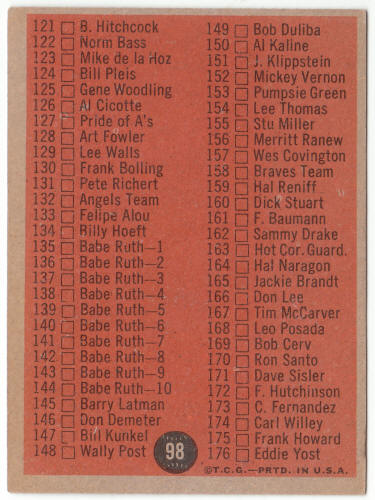 121 B. Hitchcock
122 Norm Bass
123 Mike de la Hoz
124 Bill Pleis
125 Gene Woodling
126 Al Cicotte
127 Pride of A's
128 Art Fowler
129 Lee Walls
130 Frank Bolling
131 Pete Richert
132 Angels Team
133 Felipe Alou
134 Billy Hoeft
135 Babe Ruth—1
136 Babe Ruth—2
137 Babe Ruth—3
138 Babe Ruth—4
139 Babe Ruth—5
140 Babe Ruth—6
141 Babe Ruth—7
142 Babe Ruth—8
143 Babe Ruth—9
144 Babe Ruth—10
145 Barry Latman
146 Don Demeter
147 Bill Kunkel
148 Wally Post
98
149 Bob Duliba
150 Al Kaline
151 J. Klippstein
152 Mickey Vernon
153 Pumpsie Green
154 Lee Thomas
155 Stu Miller
156 Merritt Ranew
157 Wes Covington
158 Braves Team
159 Hal Reniff
160 Dick Stuart
161 F. Baumann
162 Sammy Drake
163 Hot Cor. Guard.
164 Hal Naragon
165 Jackie Brandt
166 Don Lee
167 Tim McCarver
168 Leo Posada
169 Bob Cerv
170 Ron Santo
171 Dave Sisler
172 F. Hutchinson
173 C. Fernandez
174 Carl Willey
175 Frank Howard
176 Eddie Yost
©T.C.G.—PRTD. IN U.S.A.